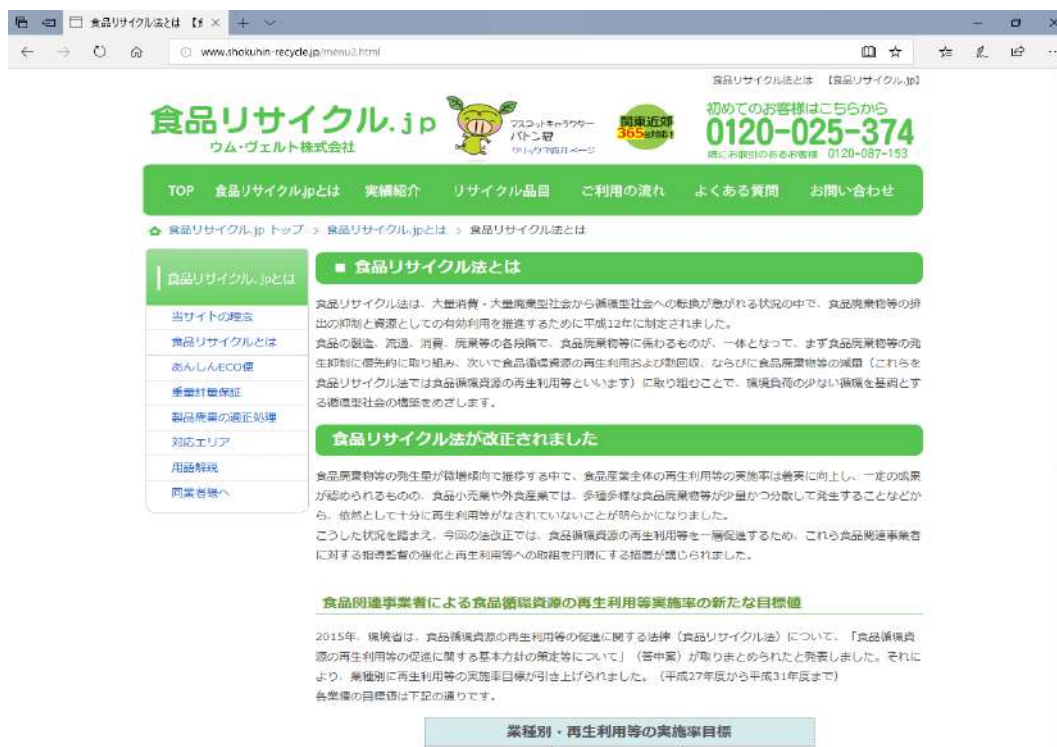 食品リサイクル法とは 【食
www.shokuhin-recycle.jp/menu2.html
食品リサイクル法とは 【食品リサイクル.jp】
食品リサイクル.jp
ウム・ヴェルト株式会社
マスコットキャラクター
バトン君
関東近郊
365日対応!
初めてのお客様はこちらから
0120-025-374
既にお取引のあるお客様 0120-087-153
TOP 食品リサイクル.jpとは 実績紹介 リサイクル品目 ご利用の流れ よくある質問 お問い合わせ
食品リサイクル.jp トップ > 食品リサイクル.jpとは > 食品リサイクル法とは
食品リサイクル.jpとは
当サイトの理念
食品リサイクルとは
あんしんECO便
重量計量保証
製品廃棄の適正処理
対応エリア
用語解説
同業者様へ
■ 食品リサイクル法とは
食品リサイクル法は、大量消費・大量廃棄型社会から循環型社会への転換が急がれる状況の中で、食品廃棄物等の排
出の抑制と資源としての有効利用を推進するために平成12年に制定されました。
食品の製造、流通、消費、廃棄等の各段階で、食品廃棄物等に係わるものが、一体となって、まず食品廃棄物等の発
生抑制に優先的に取り組み、次いで食品循環資源の再生利用および熱回収、ならびに食品廃棄物等の減量（これらを
食品リサイクル法では食品循環資源の再生利用等といいます）に取り組むことで、環境負荷の少ない循環を基調とす
る循環型社会の構築をめざします。
食品リサイクル法が改正されました
食品廃棄物等の発生量が微増傾向で推移する中で、食品産業全体の再生利用等の実施率は着実に向上し、一定の成果
が認められるものの、食品小売業や外食産業では、多種多様な食品廃棄物等が少量かつ分散して発生することなどか
ら、依然として十分に再生利用等がなされていないことが明らかになりました。
こうした状況を踏まえ、今回の法改正では、食品循環資源の再生利用等を一層促進するため、これら食品関連事業者
に対する指導監督の強化と再生利用等への取組を円滑にする措置が講じられました。
食品関連事業者による食品循環資源の再生利用等実施率の新たな目標値
2015年、環境省は、食品循環資源の再生利用等の促進に関する法律（食品リサイクル法）について、「食品循環資
源の再生利用等の促進に関する基本方針の策定等について」（答申案）が取りまとめられたと発表しました。それに
より、業種別に再生利用等の実施率目標が引き上げられました。（平成27年度から平成31年度まで）
各業種の目標値は下記の通りです。
業種別・再生利用等の実施率目標